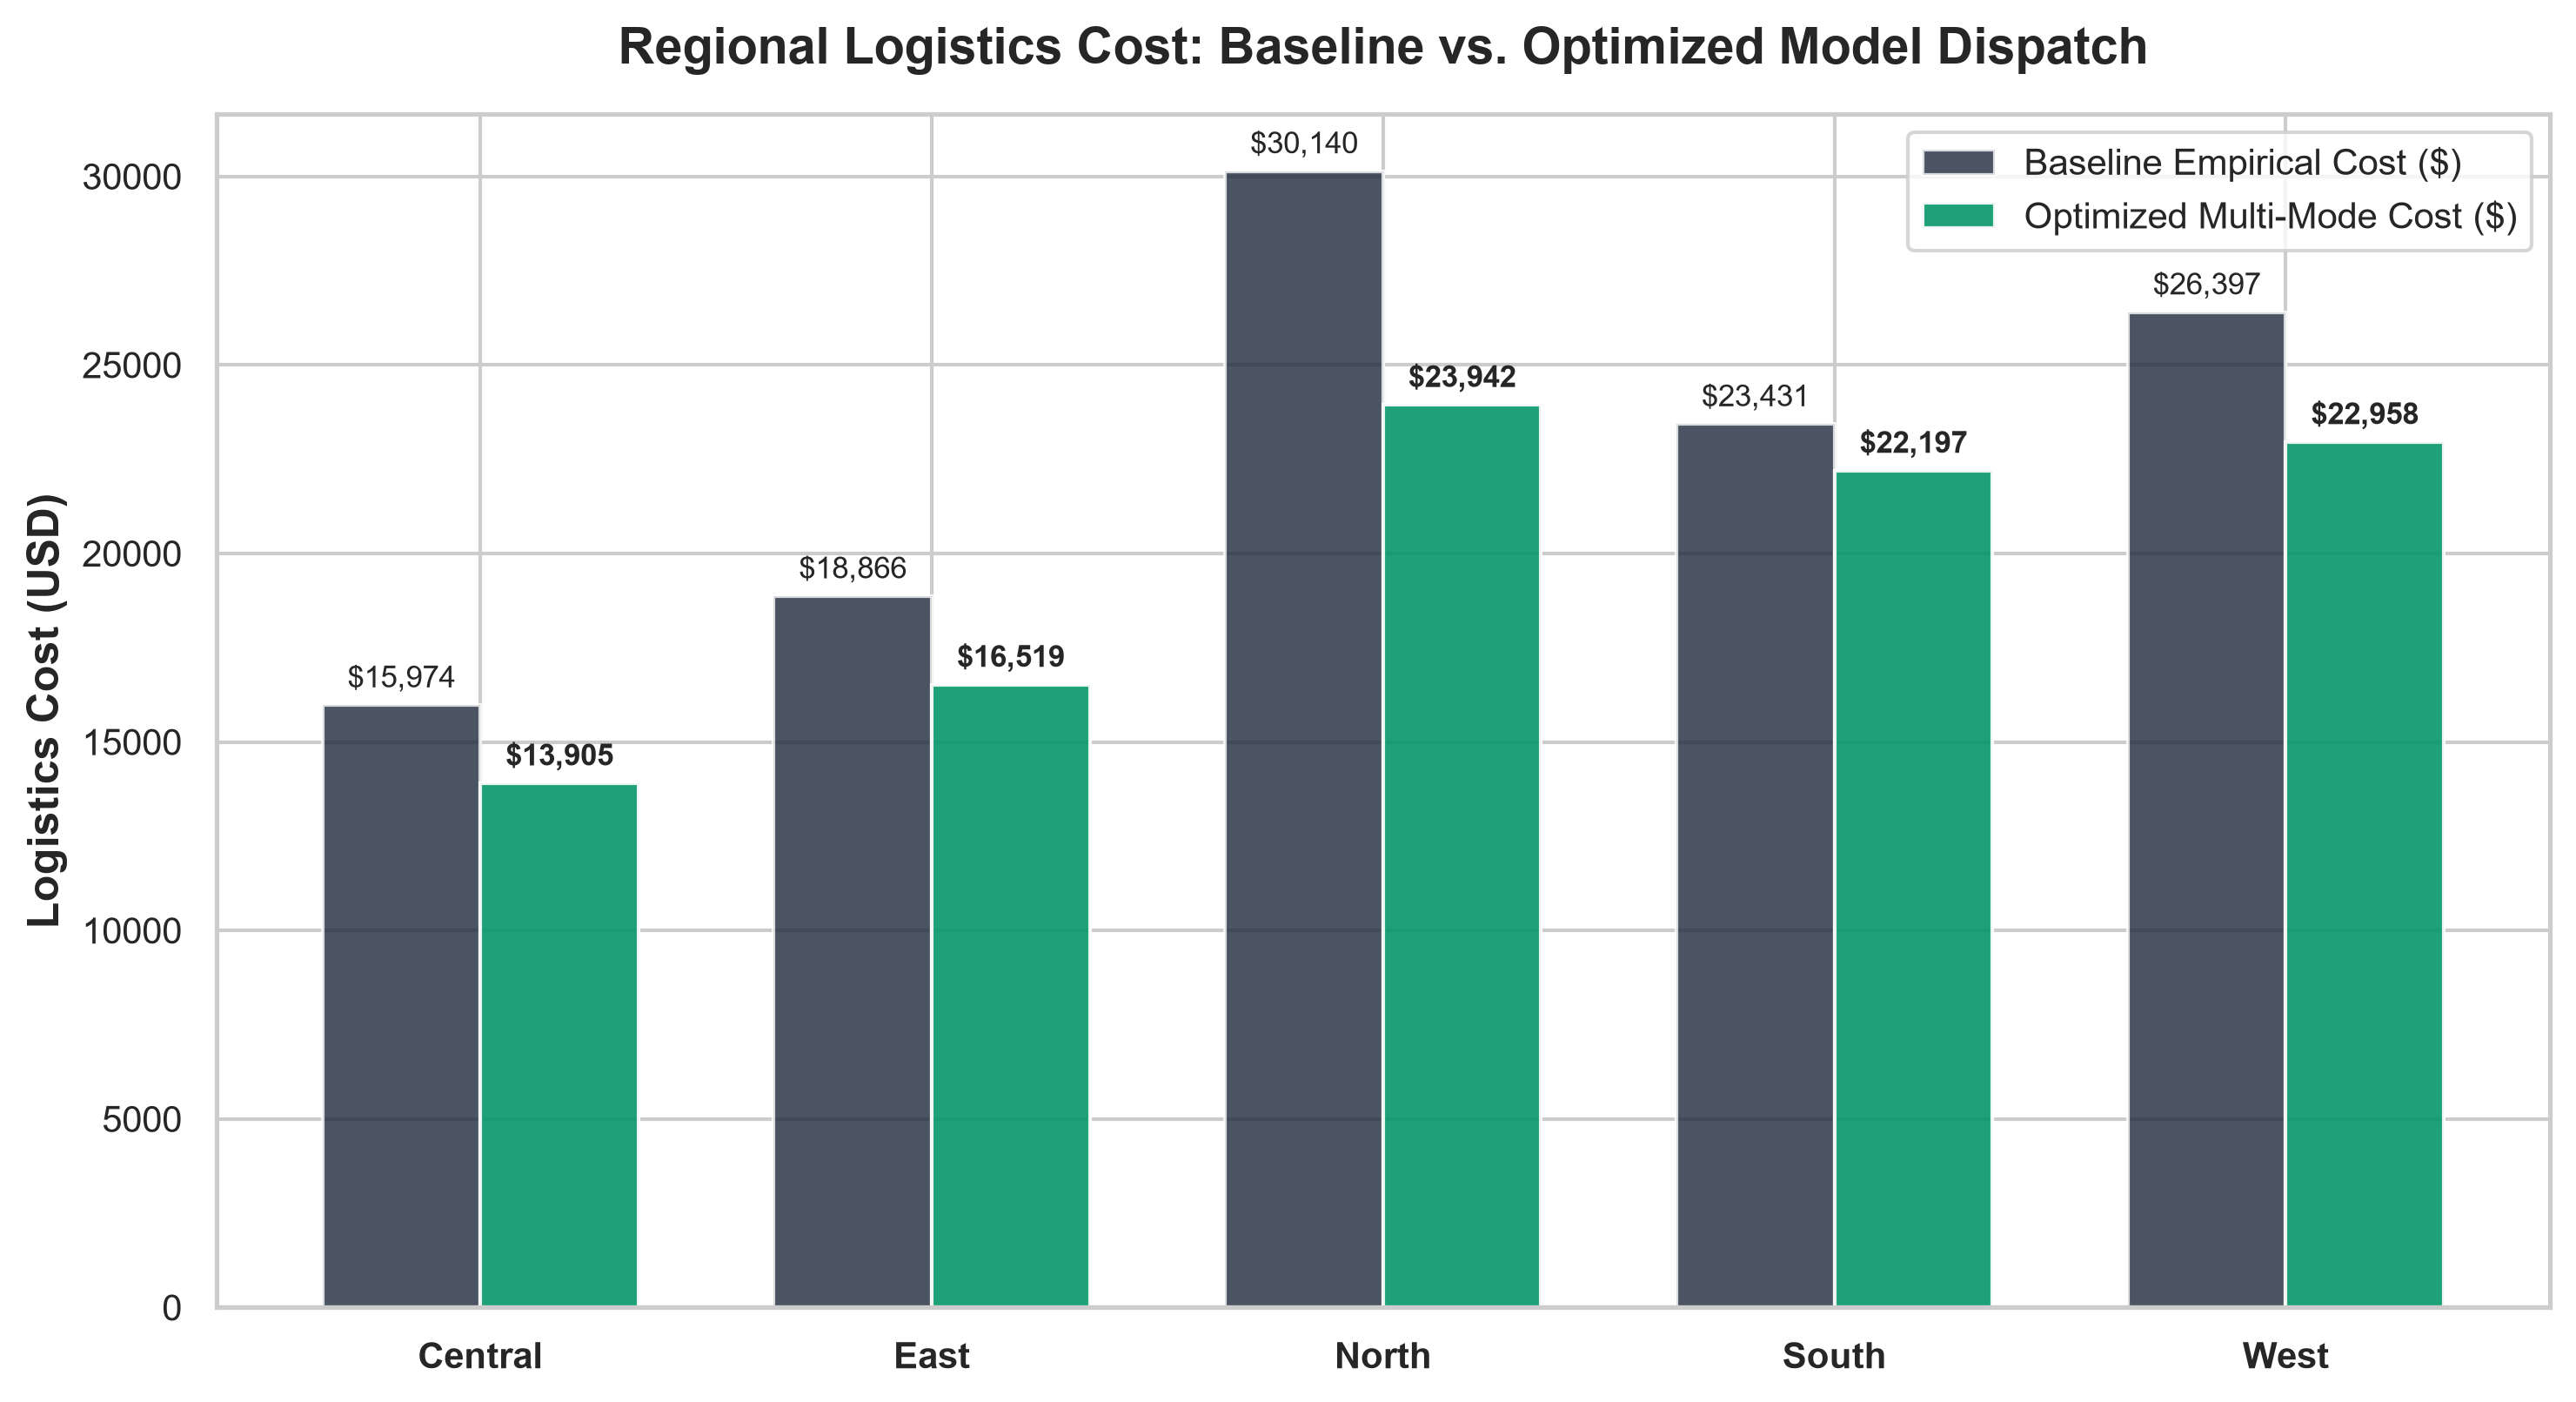 Regional Logistics Cost: Baseline vs. Optimized Model Dispatch
Baseline Empirical Cost ($)
Optimized Multi-Mode Cost ($)
Logistics Cost (USD)
30000
25000
20000
15000
10000
5000
0
$15,974
$13,905
$18,866
$16,519
$30,140
$23,942
$23,431
$22,197
$26,397
$22,958
Central
East
North
South
West